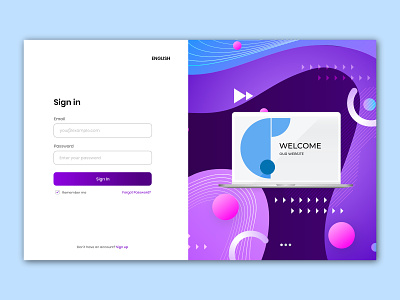 ENGLISH
Sign in
Email
you@example.com
Password
Enter your password
Sign In
Remember me Forgot Password?
Don't have an account? Sign up
WELCOME
OUR WEBSITE